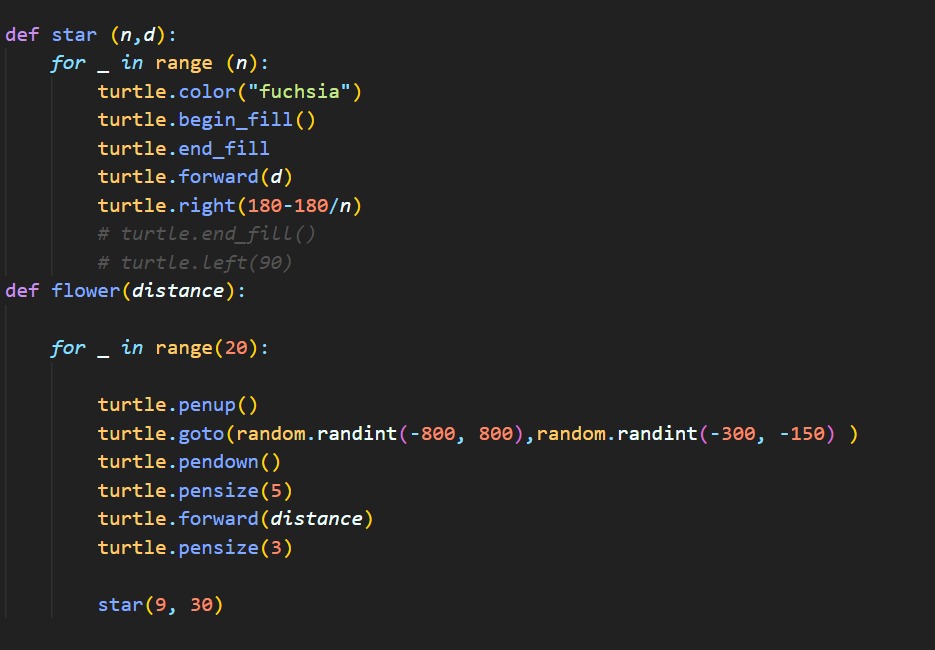 def star (n,d):
    for _ in range (n):
        turtle.color("fuchsia")
        turtle.begin_fill()
        turtle.end_fill
        turtle.forward(d)
        turtle.right(180-180/n)
        # turtle.end_fill()
        # turtle.left(90)
def flower(distance):
    for _ in range(20):
        turtle.penup()
        turtle.goto(random.randint(-800, 800),random.randint(-300, -150) )
        turtle.pendown()
        turtle.pensize(5)
        turtle.forward(distance)
        turtle.pensize(3)
        star(9, 30)